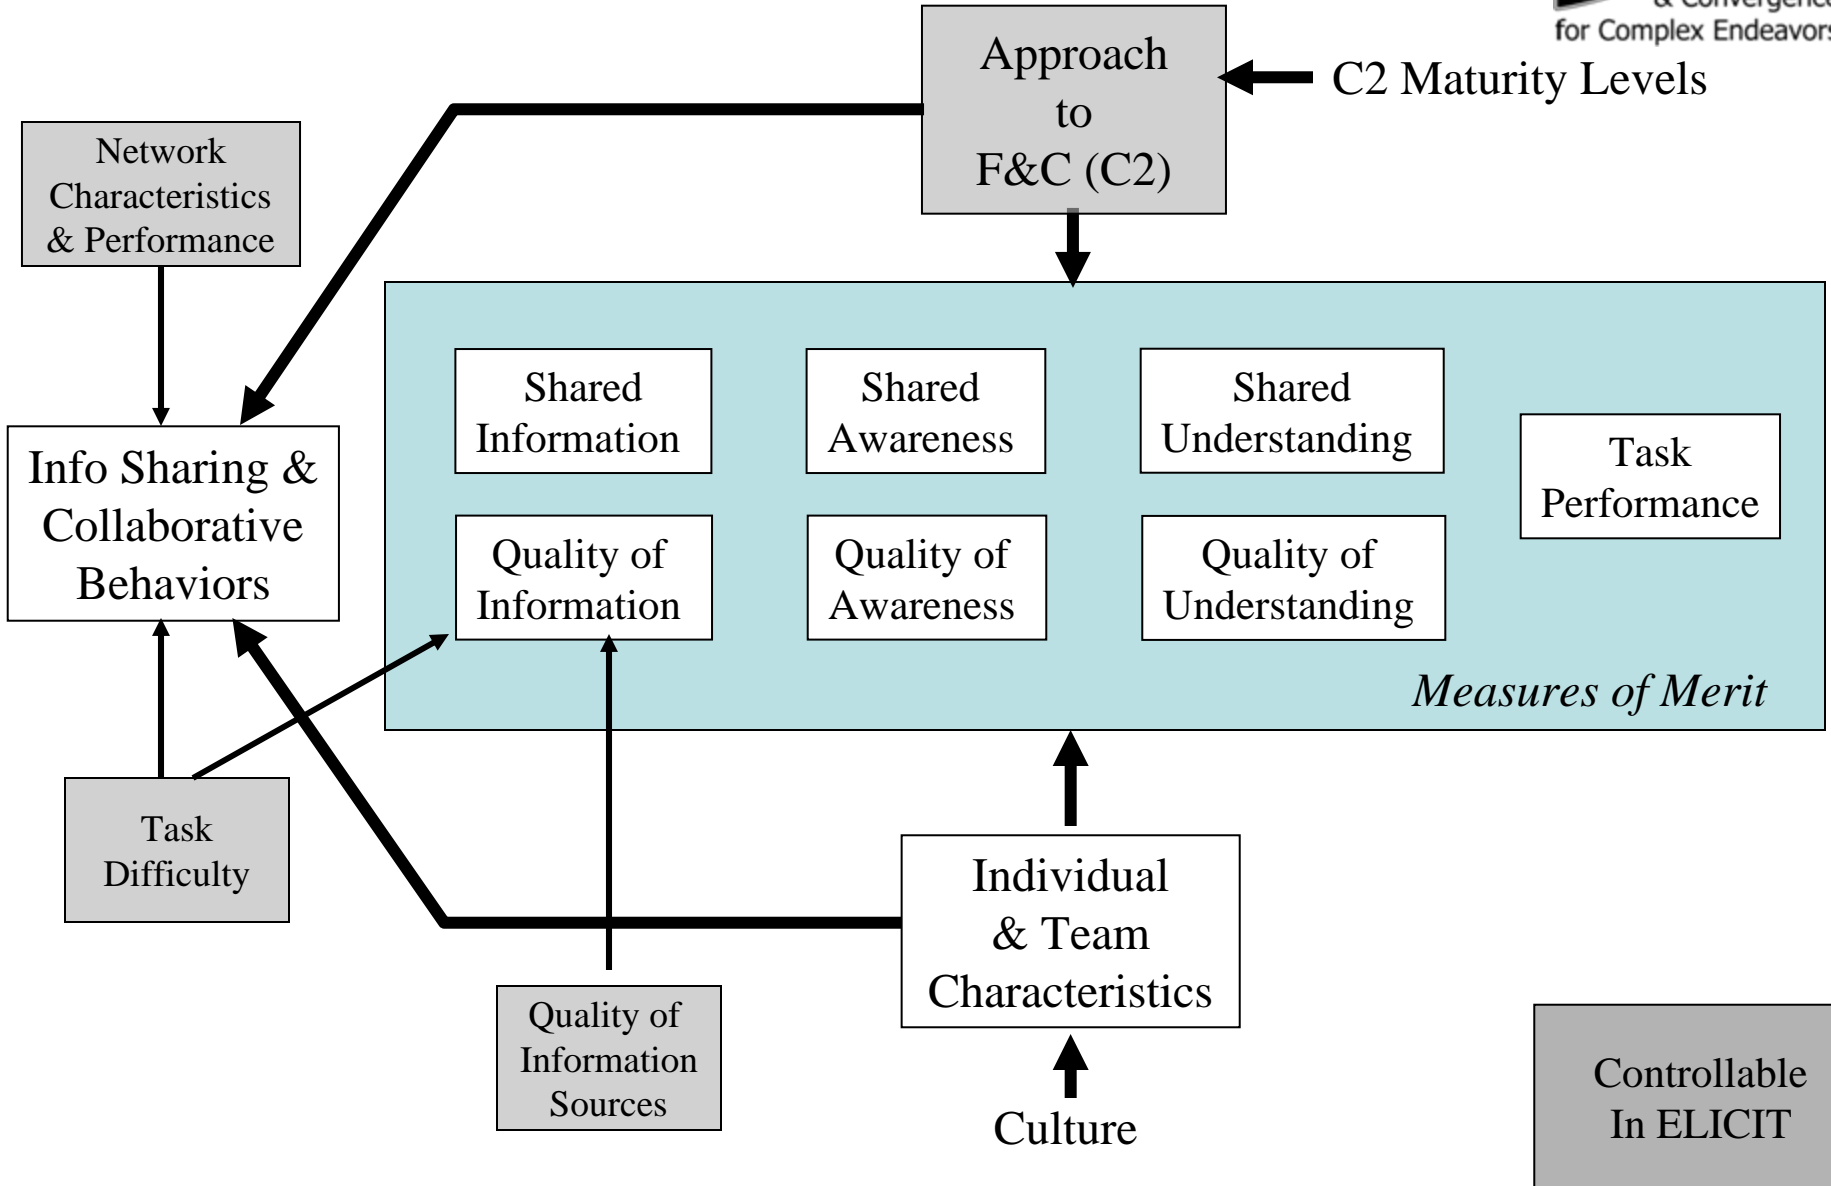 & Convergence
for Complex Endeavors
Approach
to
F&C (C2)
C2 Maturity Levels
Network
Characteristics
& Performance
Shared
Information
Shared
Awareness
Shared
Understanding
Task
Performance
Info Sharing &
Collaborative
Behaviors
Quality of
Information
Quality of
Awareness
Quality of
Understanding
Measures of Merit
Task
Difficulty
Individual
& Team
Characteristics
Quality of
Information
Sources
Culture
Controllable
In ELICIT